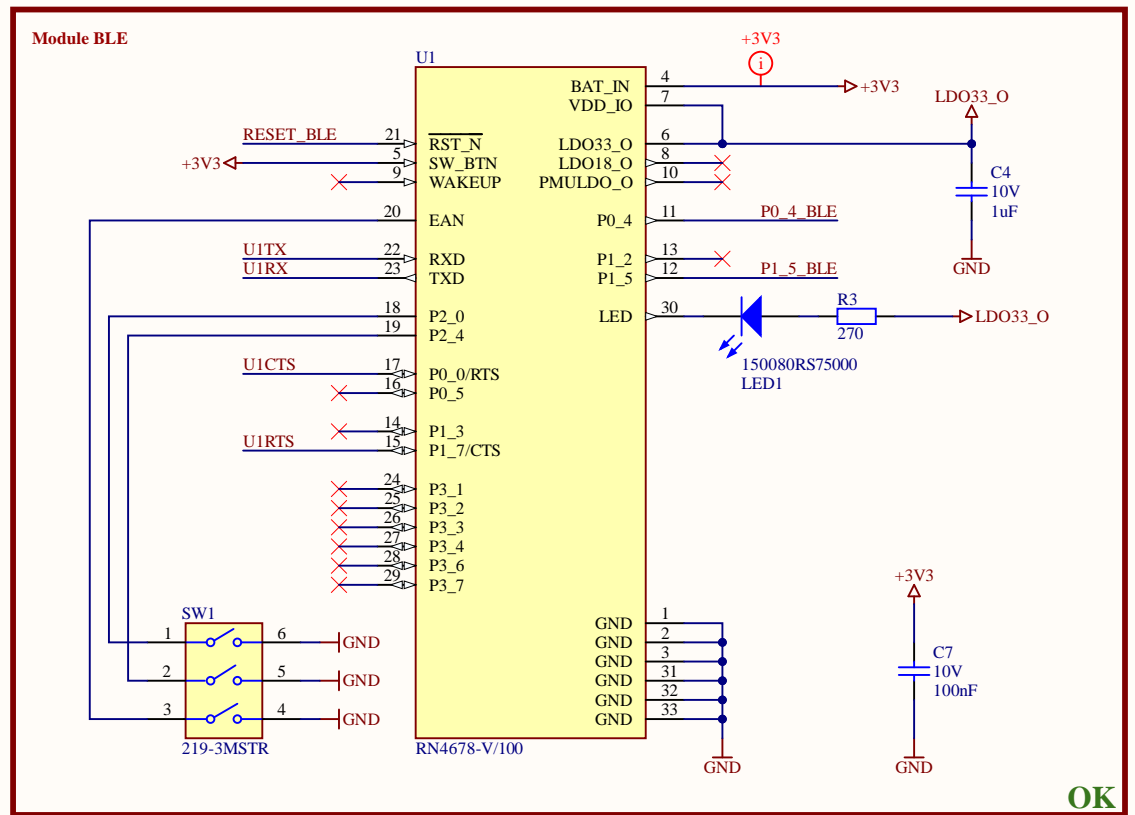 Module BLE
U1
+3V3
BAT_IN 4 +3V3
VDD_IO 7
LDO33_O
RESET_BLE 21 RST_N
LDO33_O 6
+3V3 5 SW_BTN
LDO18_O 8
9 WAKEUP
PMULDO_O 10
C4
10V
1uF
20 EAN
P0_4 11 P0_4_BLE
U1TX 22 RXD
P1_2 13
U1RX 23 TXD
P1_5 12 P1_5_BLE
GND
18 P2_0
LED 30
R3
270
LDO33_O
19 P2_4
150080RS75000
LED1
U1CTS 17 P0_0/RTS
16 P0_5
14 P1_3
U1RTS 15 P1_7/CTS
24 P3_1
25 P3_2
26 P3_3
27 P3_4
28 P3_6
29 P3_7
SW1
1 6 GND
2 5 GND
3 4 GND
219-3MSTR
GND 1
GND 2
GND 3
GND 31
GND 32
GND 33
RN4678-V/100
GND
+3V3
C7
10V
100nF
GND
OK